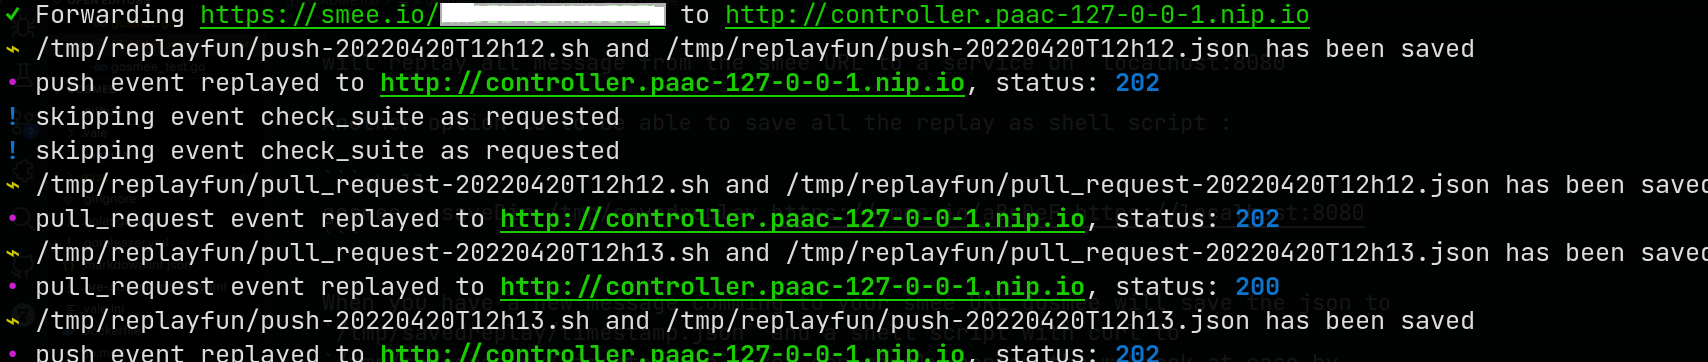 ✓ Forwarding https://smee.io/ to http://controller.paac-127-0-0-1.nip.io
/tmp/replayfun/push-20220420T12h12.sh and /tmp/replayfun/push-20220420T12h12.json has been saved
• push event replayed to http://controller.paac-127-0-0-1.nip.io, status: 202
! skipping event check_suite as requested
! skipping event check_suite as requested
/tmp/replayfun/pull_request-20220420T12h12.sh and /tmp/replayfun/pull_request-20220420T12h12.json has been saved
• pull_request event replayed to http://controller.paac-127-0-0-1.nip.io, status: 202
/tmp/replayfun/pull_request-20220420T12h13.sh and /tmp/replayfun/pull_request-20220420T12h13.json has been saved
• pull_request event replayed to http://controller.paac-127-0-0-1.nip.io, status: 200
/tmp/replayfun/push-20220420T12h13.sh and /tmp/replayfun/push-20220420T12h13.json has been saved
• push event replayed to http://controller.paac-127-0-0-1.nip.io, status: 202